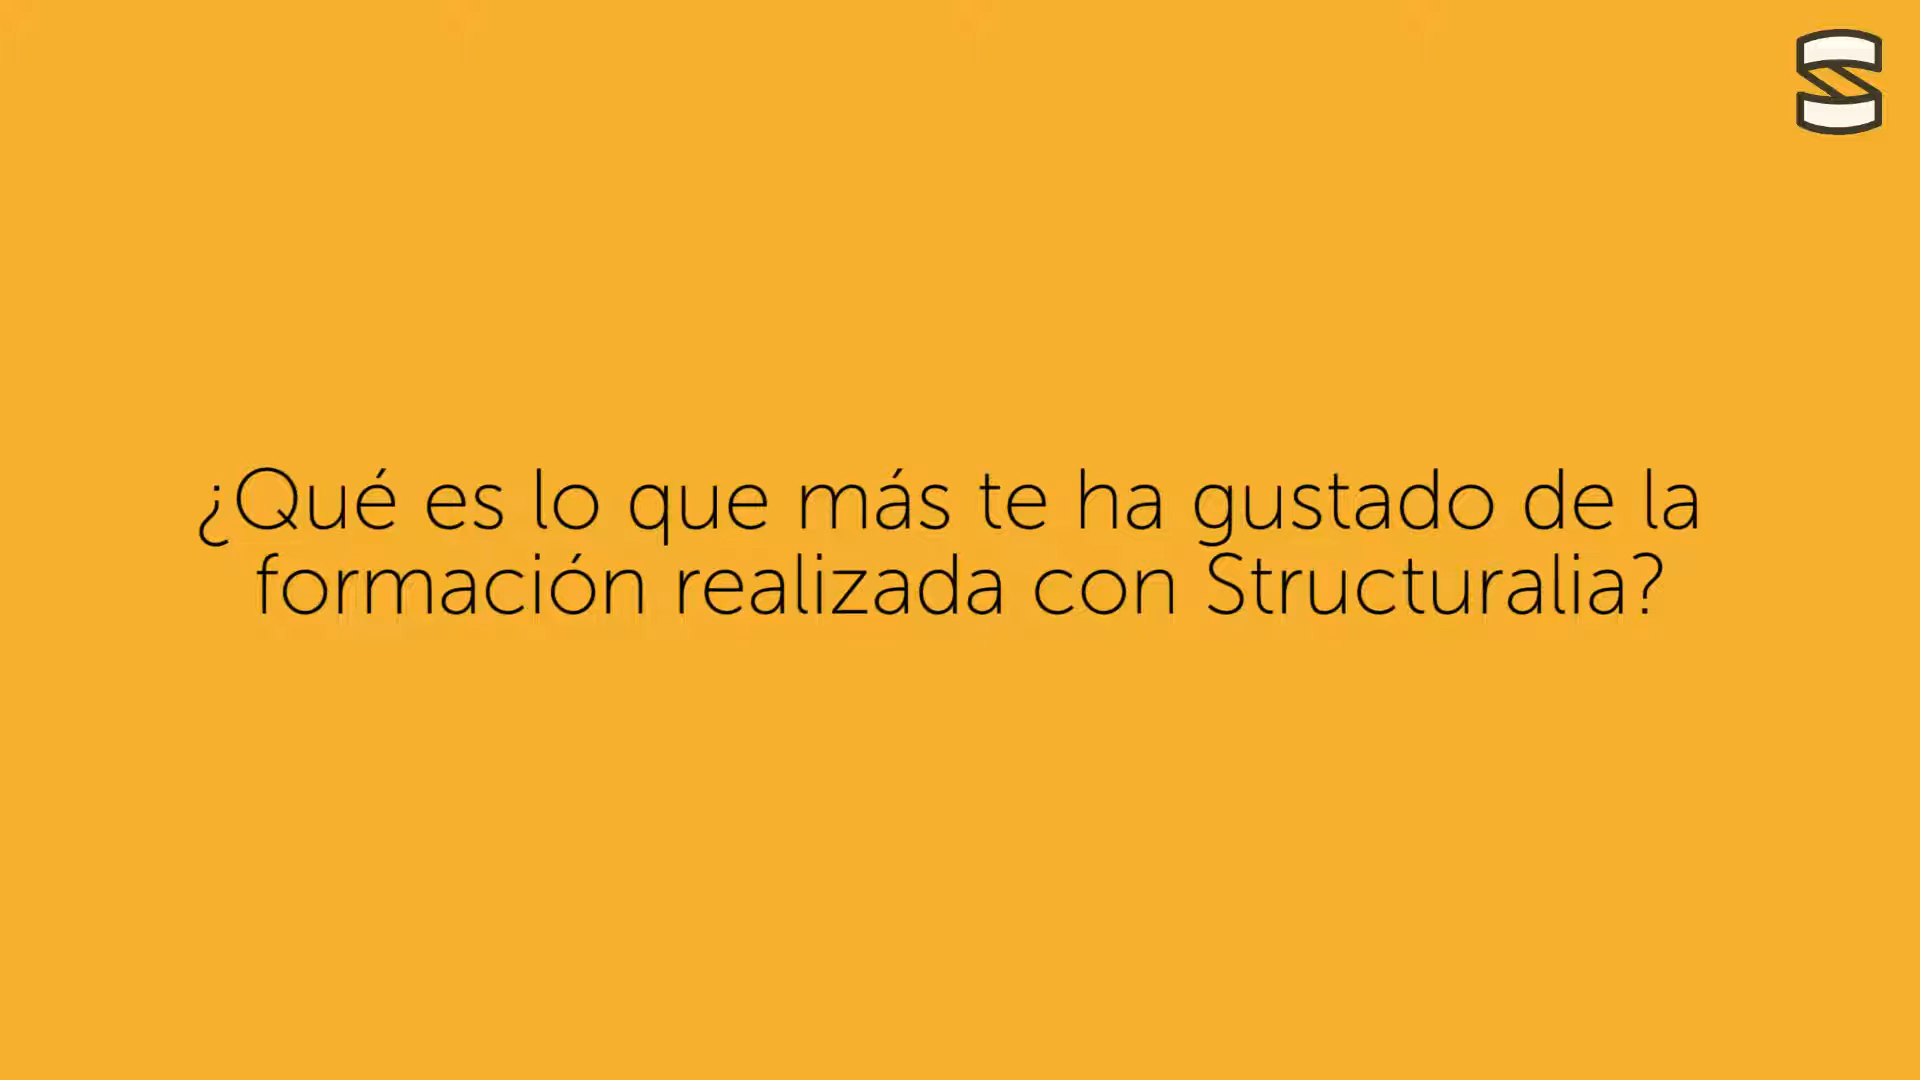 ¿Qué es lo que más te ha gustado de la
formación realizada con Structuralia?